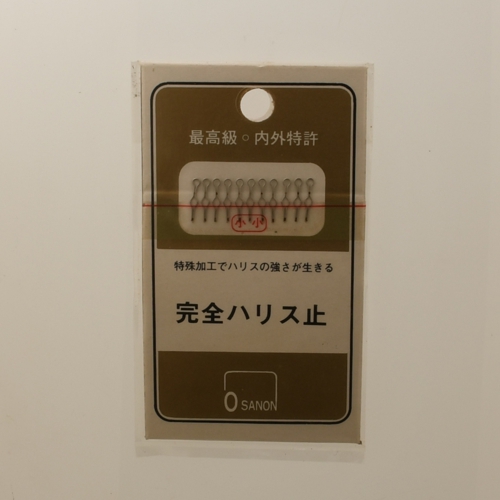 最高級◦内外特許
小小
特殊加工でハリスの強さが生きる
完全ハリス止
O SANON